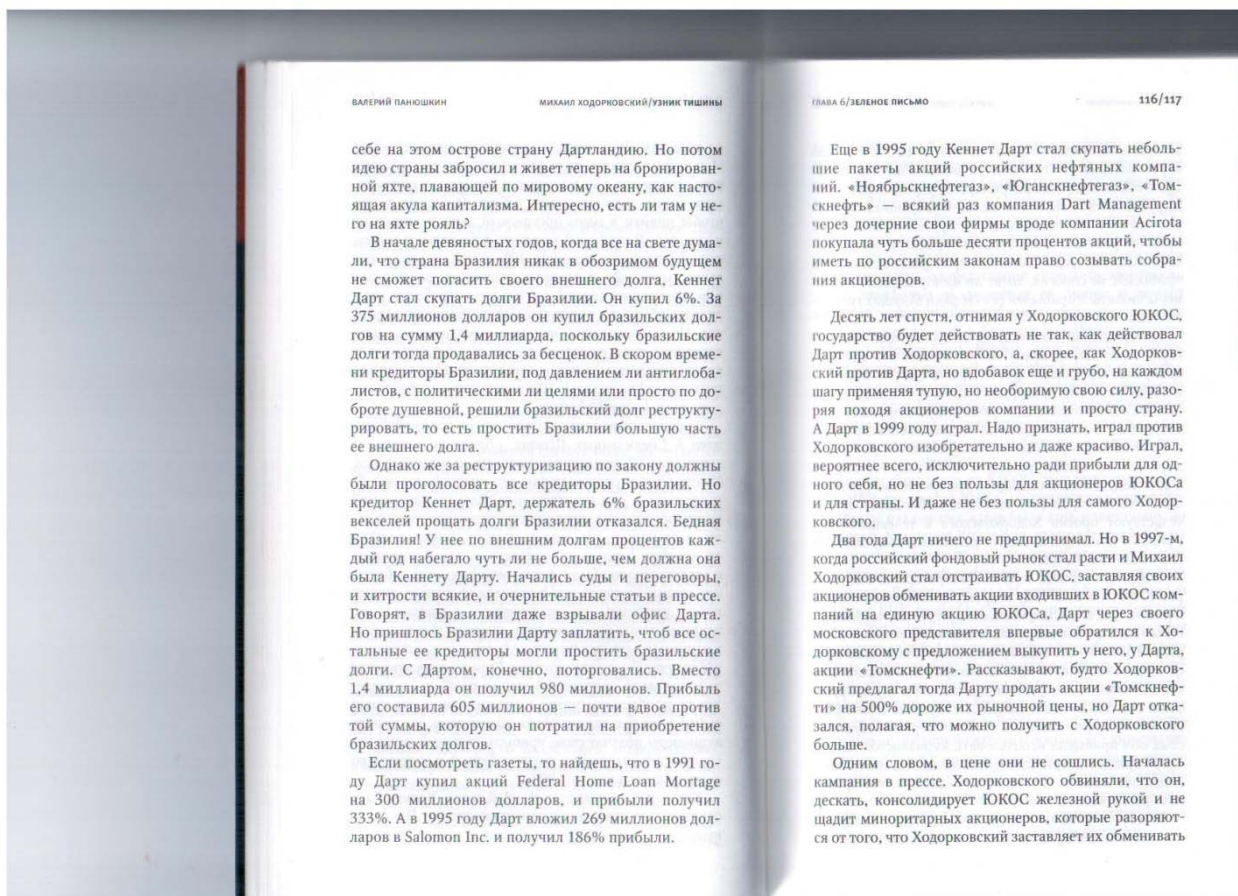 ВАЛЕРИЙ ПАНЮШКИН МИХАИЛ ХОДОРКОВСКИЙ/УЗНИК ТИШИНЫ
себе на этом острове страну Дартландию. Но потом
идею страны забросил и живет теперь на бронирован-
ной яхте, плавающей по мировому океану, как насто-
ящая акула капитализма. Интересно, есть ли там у не-
го на яхте рояль?
В начале девяностых годов, когда все на свете дума-
ли, что страна Бразилия никак в обозримом будущем
не сможет погасить своего внешнего долга, Кеннет
Дарт стал скупать долги Бразилии. Он купил 6%. За
375 миллионов долларов он купил бразильских дол-
гов на сумму 1,4 миллиарда, поскольку бразильские
долги тогда продавались за бесценок. В скором време-
ни кредиторы Бразилии, под давлением ли антиглоба-
листов, с политическими ли целями или просто по до-
броте душевной, решили бразильский долг реструкту-
рировать, то есть простить Бразилии большую часть
ее внешнего долга.
Однако же за реструктуризацию по закону должны
были проголосовать все кредиторы Бразилии. Но
кредитор Кеннет Дарт, держатель 6% бразильских
векселей прощать долги Бразилии отказался. Бедная
Бразилия! У нее по внешним долгам процентов каж-
дый год набегало чуть ли не больше, чем должна она
была Кеннету Дарту. Начались суды и переговоры,
и хитрости всякие, и очернительные статьи в прессе.
Говорят, в Бразилии даже взрывали офис Дарта.
Но пришлось Бразилии Дарту заплатить, чтоб все ос-
тальные ее кредиторы могли простить бразильские
долги. С Дартом, конечно, поторговались. Вместо
1,4 миллиарда он получил 980 миллионов. Прибыль
его составила 605 миллионов — почти вдвое против
той суммы, которую он потратил на приобретение
бразильских долгов.
Если посмотреть газеты, то найдешь, что в 1991 го-
ду Дарт купил акций Federal Home Loan Mortage
на 300 миллионов долларов, и прибыли получил
333%. А в 1995 году Дарт вложил 269 миллионов дол-
ларов в Salomon Inc. и получил 186% прибыли.
ГЛАВА 6/ЗЕЛЕНОЕ ПИСЬМО 116/117
Еще в 1995 году Кеннет Дарт стал скупать неболь-
шие пакеты акций российских нефтяных компа-
ний. «Ноябрьскнефтегаз», «Юганскнефтегаз», «Том-
скнефть» — всякий раз компания Dart Management
через дочерние свои фирмы вроде компании Acirota
покупала чуть больше десяти процентов акций, чтобы
иметь по российским законам право созывать собра-
ния акционеров.
Десять лет спустя, отнимая у Ходорковского ЮКОС,
государство будет действовать не так, как действовал
Дарт против Ходорковского, а, скорее, как Ходорков-
ский против Дарта, но вдобавок еще и грубо, на каждом
шагу применяя тупую, но необоримую свою силу, разо-
ряя походя акционеров компании и просто страну.
А Дарт в 1999 году играл. Надо признать, играл против
Ходорковского изобретательно и даже красиво. Играл,
вероятнее всего, исключительно ради прибыли для од-
ного себя, но не без пользы для акционеров ЮКОСа
и для страны. И даже не без пользы для самого Ходор-
ковского.
Два года Дарт ничего не предпринимал. Но в 1997-м,
когда российский фондовый рынок стал расти и Михаил
Ходорковский стал отстраивать ЮКОС, заставляя своих
акционеров обменивать акции входивших в ЮКОС ком-
паний на единую акцию ЮКОСа, Дарт через своего
московского представителя впервые обратился к Хо-
дорковскому с предложением выкупить у него, у Дарта,
акции «Томскнефти». Рассказывают, будто Ходорков-
ский предлагал тогда Дарту продать акции «Томскнеф-
ти» на 500% дороже их рыночной цены, но Дарт отка-
зался, полагая, что можно получить с Ходорковского
больше.
Одним словом, в цене они не сошлись. Началась
кампания в прессе. Ходорковского обвиняли, что он,
дескать, консолидирует ЮКОС железной рукой и не
щадит миноритарных акционеров, которые разоряют-
ся от того, что Ходорковский заставляет их обменивать